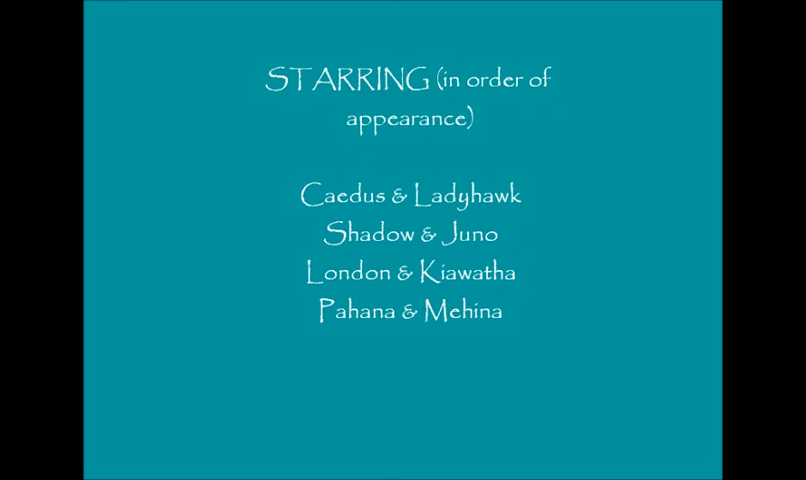 STARRING (in order of
appearance)
Caedus & Ladyhawk
Shadow & Juno
London & Kiawatha
Pahana & Mehina